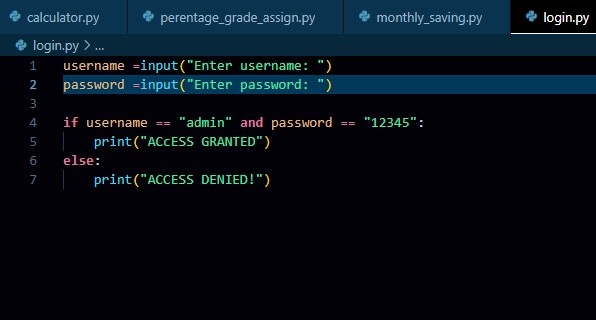 calculator.py perentage_grade_assign.py monthly_saving.py login.py
login.py > ...
1 username =input("Enter username: ")
2 password =input("Enter password: ")
3
4 if username == "admin" and password == "12345":
5     print("ACcESS GRANTED")
6 else:
7     print("ACCESS DENIED!")